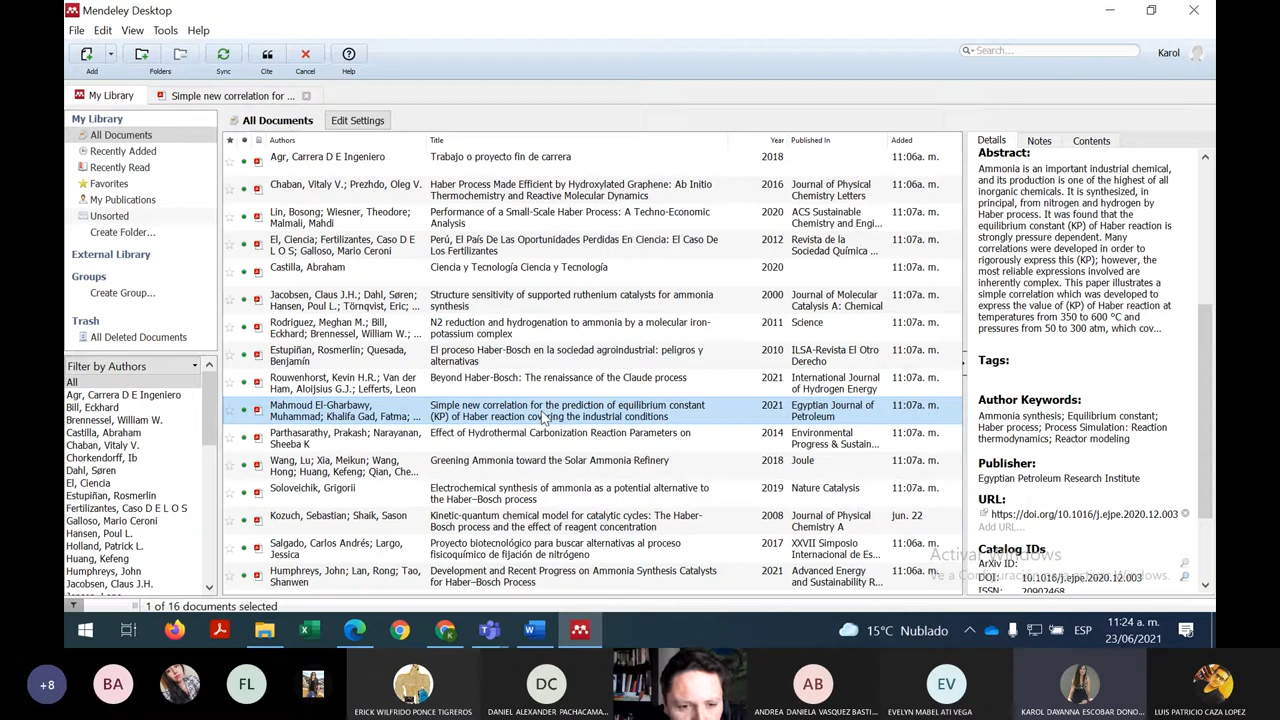 Mendeley Desktop
File Edit View Tools Help
Search...
Karol
Add Folders Sync Cite Cancel Help
My Library
Simple new correlation for ...
My Library
All Documents
Recently Added
Recently Read
Favorites
My Publications
Unsorted
Create Folder...
External Library
Groups
Create Group...
Trash
All Deleted Documents
Filter by Authors
All
Agr, Carrera D E Ingeniero
Bill, Eckhard
Brennessel, William W.
Castilla, Abraham
Chaban, Vitaly V.
Chorkendorff, Ib
Dahl, Søren
El, Ciencia
Estupiñan, Rosmerlin
Fertilizantes, Caso D E L O S
Galloso, Mario Ceroni
Hansen, Poul L.
Holland, Patrick L.
Huang, Kefeng
Humphreys, John
Jacobsen, Claus J.H.
All Documents Edit Settings
Authors Title Year Published In Added
Agr, Carrera D E Ingeniero Trabajo o proyecto fin de carrera 2018 11:06a. m.
Chaban, Vitaly V.; Prezhdo, Oleg V. Haber Process Made Efficient by Hydroxylated Graphene: Ab Initio 2016 Journal of Physical 11:07a. m.
Thermochemistry and Reactive Molecular Dynamics Chemistry Letters
Lin, Bosong; Wiesner, Theodore; Performance of a Small-Scale Haber Process: A Techno-Economic 2020 ACS Sustainable 11:07a. m.
Malmali, Mahdi Analysis Chemistry and Engi...
El, Ciencia; Fertilizantes, Caso D E Perú, El País De Las Oportunidades Perdidas En Ciencia: El Caso De 2012 Revista de la 11:07a. m.
L O S; Galloso, Mario Ceroni Los Fertilizantes Sociedad Química ...
Castilla, Abraham Ciencia y Tecnología Ciencia y Tecnología 2020 11:07a. m.
Jacobsen, Claus J.H.; Dahl, Søren; Structure sensitivity of supported ruthenium catalysts for ammonia 2000 Journal of Molecular 11:07a. m.
Hansen, Poul L.; Törnqvist, Eric; ... synthesis Catalysis A: Chemical
Rodriguez, Meghan M.; Bill, N2 reduction and hydrogenation to ammonia by a molecular iron- 2011 Science 11:07a. m.
Eckhard; Brennessel, William W.; ... potassium complex
Estupiñan, Rosmerlin; Quesada, El proceso Haber-Bosch en la sociedad agroindustrial: peligros y 2010 ILSA-Revista El Otro 11:07a. m.
Benjamín alternativas Derecho
Rouwenhorst, Kevin H.R.; Van der Beyond Haber-Bosch: The renaissance of the Claude process 2021 International Journal 11:07a. m.
Ham, Aloijsius G.J.; Lefferts, Leon of Hydrogen Energy
Mahmoud El-Gharbawy, Simple new correlation for the prediction of equilibrium constant 2021 Egyptian Journal of 11:07a. m.
Muhammad; Khalifa Gad, Fatma; ... (KP) of Haber reaction covering the industrial conditions Petroleum
Parthasarathy, Prakash; Narayanan, Effect of Hydrothermal Carbonization Reaction Parameters on 2014 Environmental 11:07a. m.
Sheeba K Progress & Sustain...
Wang, Lu; Xia, Meikun; Wang, Greening Ammonia toward the Solar Ammonia Refinery 2018 Joule 11:07a. m.
Hong; Huang, Kefeng; Qian, Che...
Soloveichik, Grigorii Electrochemical synthesis of ammonia as a potential alternative to 2019 Nature Catalysis 11:07a. m.
the Haber–Bosch process
Kozuch, Sebastian; Shaik, Sason Kinetic-quantum chemical model for catalytic cycles: The Haber- 2008 Journal of Physical jun. 22
Bosch process and the effect of reagent concentration Chemistry A
Salgado, Carlos Andrés; Largo, Proyecto biotecnológico para buscar alternativas al proceso 2017 XXVII Simposio 11:06a. m.
Jessica fisicoquímico de fijación de nitrógeno Internacional de Es...
Humphreys, John; Lan, Rong; Tao, Development and Recent Progress on Ammonia Synthesis Catalysts 2021 Advanced Energy 11:06a. m.
Shanwen for Haber–Bosch Process and Sustainability R...
1 of 16 documents selected
Details Notes Contents
Abstract:
Ammonia is an important industrial chemical,
and its production is one of the highest of all
inorganic chemicals. It is synthesized, in
principal, from nitrogen and hydrogen by
Haber process. It was found that the
equilibrium constant (KP) of Haber reaction is
strongly pressure dependent. Many
correlations were developed in order to
rigorously express this (KP); however, the
most reliable expressions involved are
inherently complex. This paper illustrates a
simple correlation which was developed to
express the value of (KP) of Haber reaction at
temperatures from 350 to 600 °C and
pressures from 50 to 300 atm, which cov...
Tags:
Author Keywords:
Ammonia synthesis; Equilibrium constant;
Haber process; Process Simulation; Reaction
thermodynamics; Reactor modeling
Publisher:
Egyptian Petroleum Research Institute
URL:
https://doi.org/10.1016/j.ejpe.2020.12.003
Add URL...
Catalog IDs
ArXiv ID:
DOI: 10.1016/j.ejpe.2020.12.003
ISSN: 20902468
Activar Windows
Ve a Configuración para activar Windows.
15°C Nublado
ESP
11:24 a. m.
23/06/2021
+8
BA
FL
ERICK WILFRIDO PONCE TIGREROS
DC
DANIEL ALEXANDER PACHACAMA...
AB
ANDREA DANIELA VASQUEZ BASTI...
EV
EVELYN MABEL ATI VEGA
KAROL DAYANNA ESCOBAR DONO...
LUIS PATRICIO CAZA LOPEZ